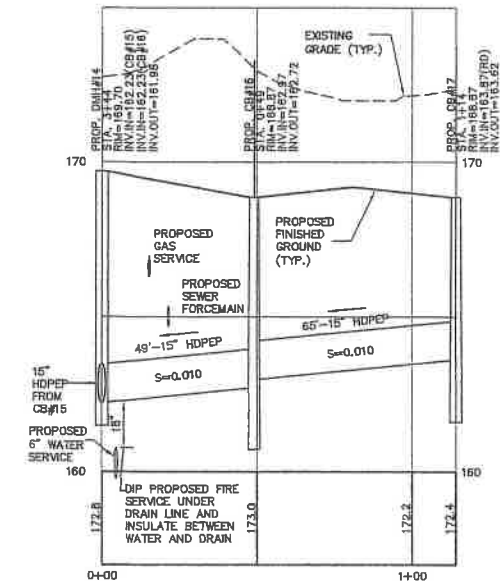 EXISTING
GRADE (TYP.)
PROP. DMH#14
STA. 3+44
RIM=169.70
INV.IN=162.23(CB#15)
INV.IN=162.23(CB#16)
INV.OUT=161.98
PROP. CB#16
STA. 0+49
RIM=168.87
INV.IN=162.97
INV.OUT=162.72
PROP. CB#17
STA. 1+14
RIM=168.87
INV.IN=163.87(RD)
INV.OUT=163.62
170
170
PROPOSED
GAS
SERVICE
PROPOSED
FINISHED
GROUND
(TYP.)
PROPOSED
SEWER
FORCEMAIN
65'-15" HDPEP
49'-15" HDPEP
S=0.010
S=0.010
15"
HDPEP
FROM
CB#15
18"
PROPOSED
6" WATER
SERVICE
160
160
DIP PROPOSED FIRE
SERVICE UNDER
DRAIN LINE AND
INSULATE BETWEEN
WATER AND DRAIN
172.8
173.0
172.2
172.4
0+00
1+00